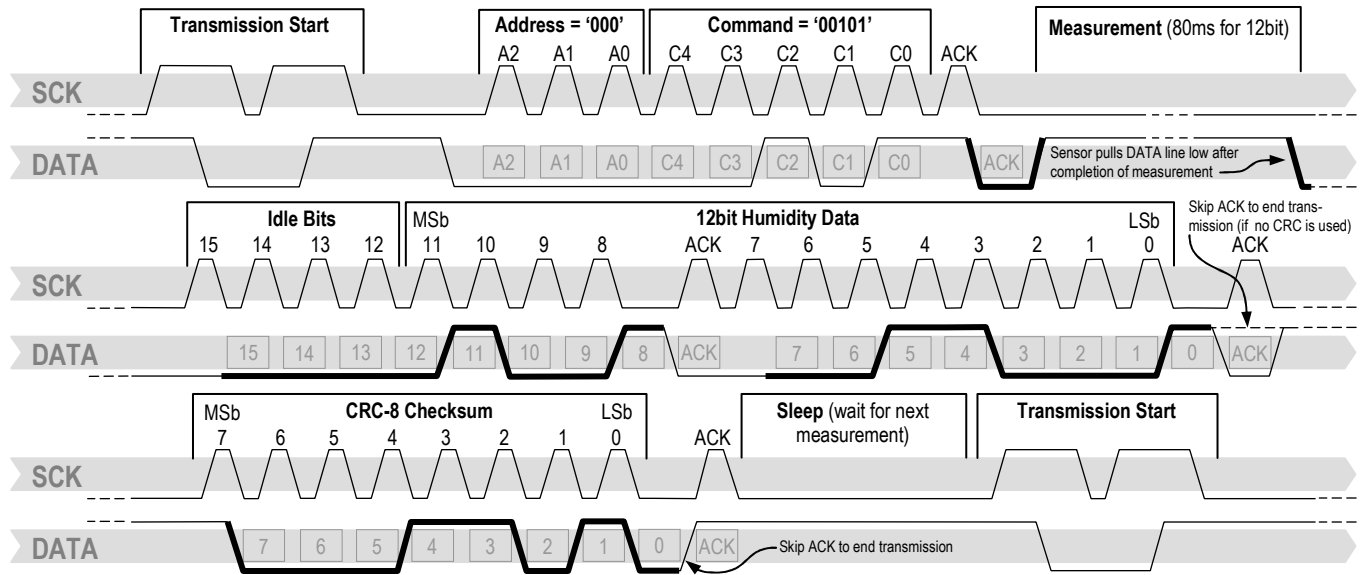 Transmission Start Address = '000' Command = '00101' Measurement (80ms for 12bit)
A2 A1 A0 C4 C3 C2 C1 C0 ACK
SCK
DATA A2 A1 A0 C4 C3 C2 C1 C0 ACK
Sensor pulls DATA line low after
completion of measurement
Idle Bits MSb 12bit Humidity Data LSb
Skip ACK to end trans-
mission (if no CRC is used)
15 14 13 12 11 10 9 8 ACK 7 6 5 4 3 2 1 0 ACK
SCK
DATA 15 14 13 12 11 10 9 8 ACK 7 6 5 4 3 2 1 0 ACK
MSb CRC-8 Checksum LSb Sleep (wait for next
measurement)
Transmission Start
7 6 5 4 3 2 1 0 ACK
SCK
DATA 7 6 5 4 3 2 1 0 ACK Skip ACK to end transmission